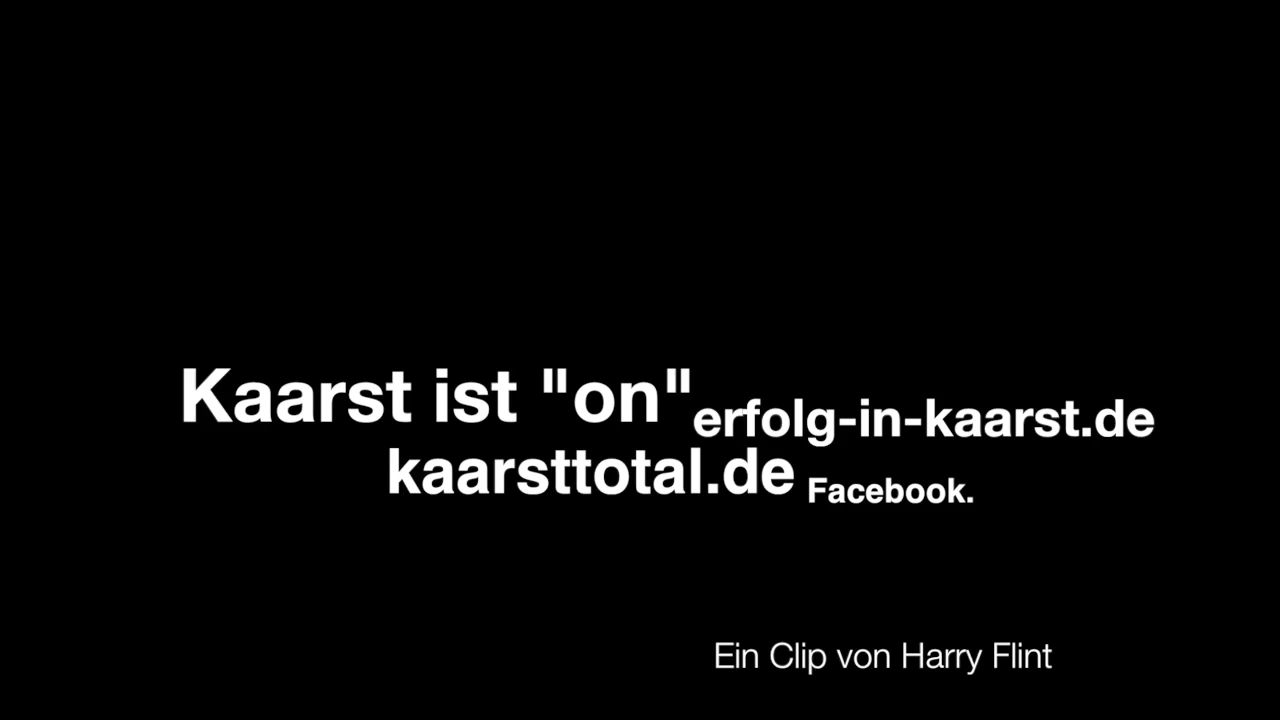 Kaarst ist "on"
erfolg-in-kaarst.de
kaarsttotal.de
Facebook.
Ein Clip von Harry Flint